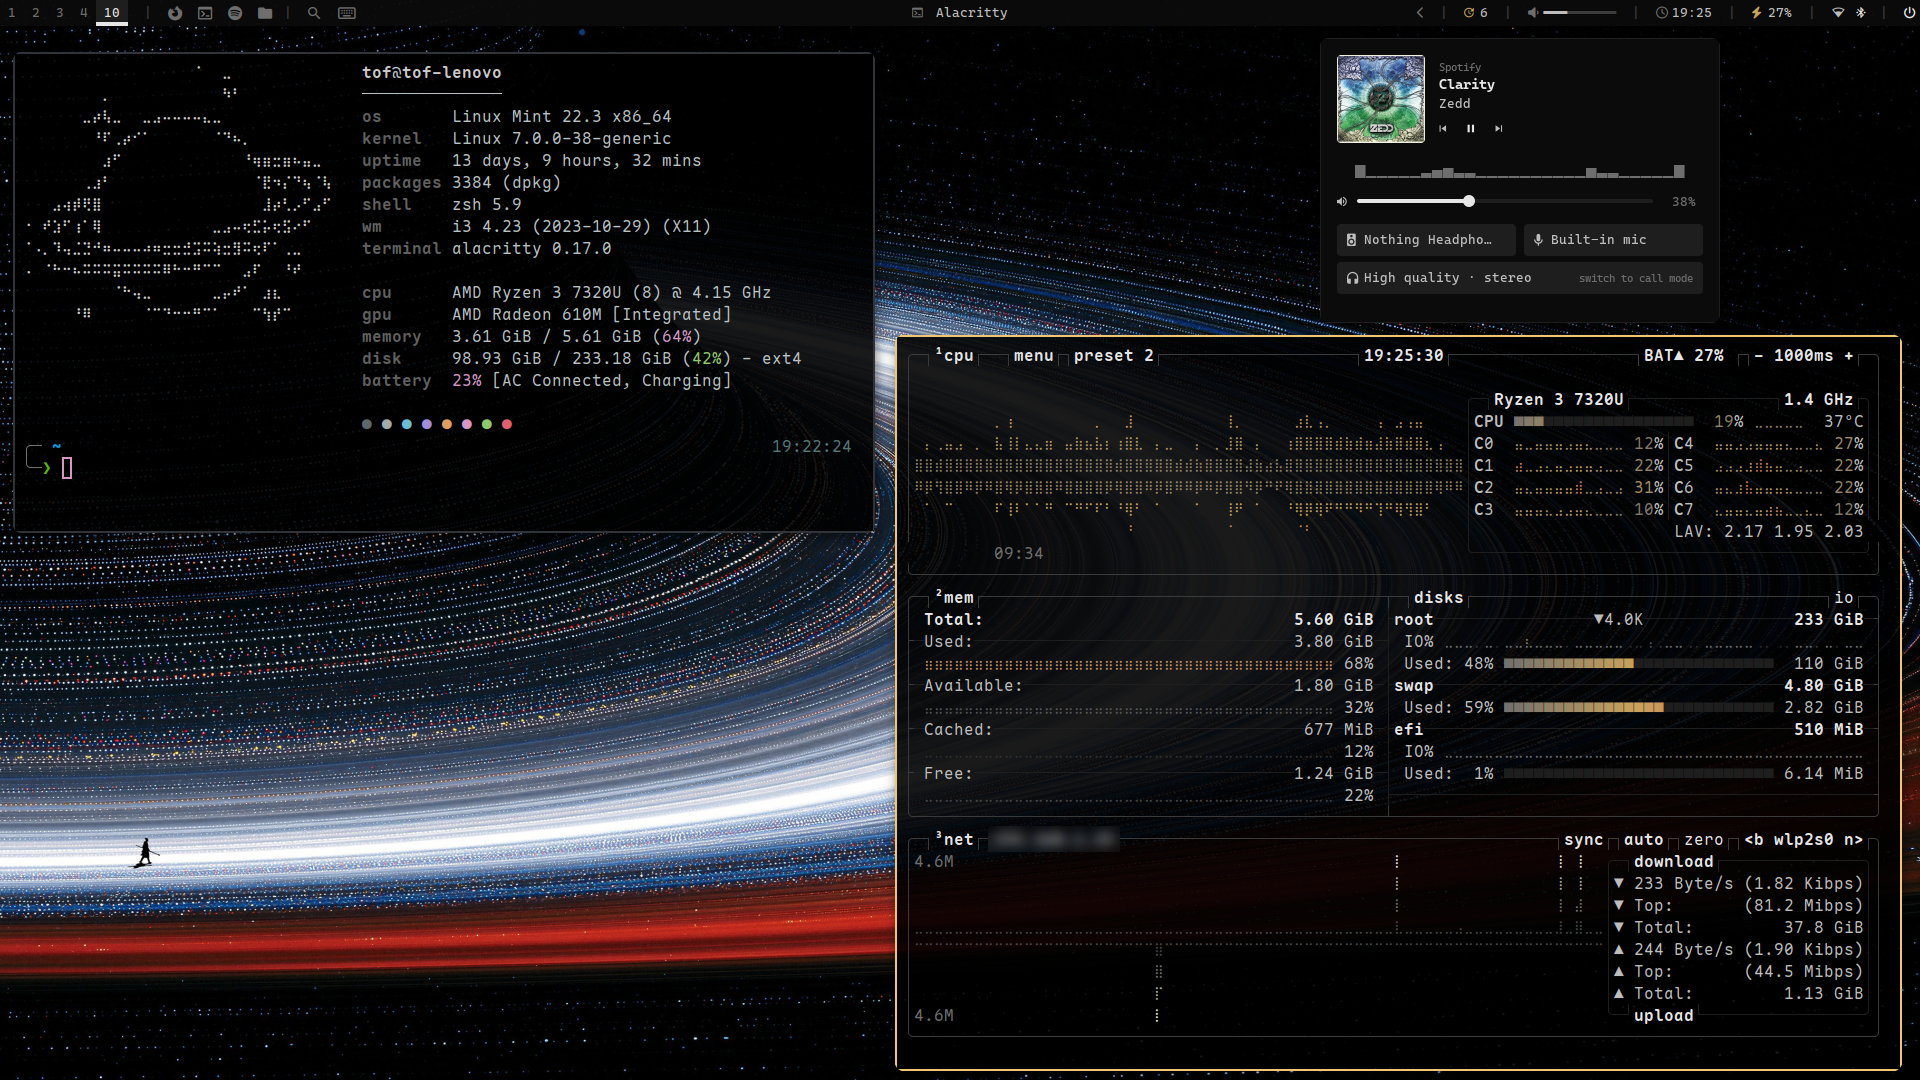 1 2 3 4 10
Alacritty
6
19:25
27%
tof@tof-lenovo
os Linux Mint 22.3 x86_64
kernel Linux 7.0.0-38-generic
uptime 13 days, 9 hours, 32 mins
packages 3384 (dpkg)
shell zsh 5.9
wm i3 4.23 (2023-10-29) (X11)
terminal alacritty 0.17.0
cpu AMD Ryzen 3 7320U (8) @ 4.15 GHz
gpu AMD Radeon 610M [Integrated]
memory 3.61 GiB / 5.61 GiB (64%)
disk 98.93 GiB / 233.18 GiB (42%) - ext4
battery 23% [AC Connected, Charging]
~ 19:22:24
❯
Spotify
Clarity
Zedd
ZEDD
38%
Nothing Headpho… Built-in mic
High quality · stereo switch to call mode
¹cpu menu preset 2 19:25:30 BAT▲ 27% - 1000ms +
Ryzen 3 7320U 1.4 GHz
CPU 19% 37°C
C0 12% C4 27%
C1 22% C5 22%
C2 31% C6 22%
C3 10% C7 12%
LAV: 2.17 1.95 2.03
09:34
²mem
Total: 5.60 GiB
Used: 3.80 GiB
68%
Available: 1.80 GiB
32%
Cached: 677 MiB
12%
Free: 1.24 GiB
22%
disks io
root ▼4.0K 233 GiB
IO%
Used: 48% 110 GiB
swap 4.80 GiB
Used: 59% 2.82 GiB
efi 510 MiB
IO%
Used: 1% 6.14 MiB
³net sync auto zero <b wlp2s0 n>
4.6M
download
▼ 233 Byte/s (1.82 Kibps)
▼ Top: (81.2 Mibps)
▼ Total: 37.8 GiB
▲ 244 Byte/s (1.90 Kibps)
▲ Top: (44.5 Mibps)
▲ Total: 1.13 GiB
upload
4.6M